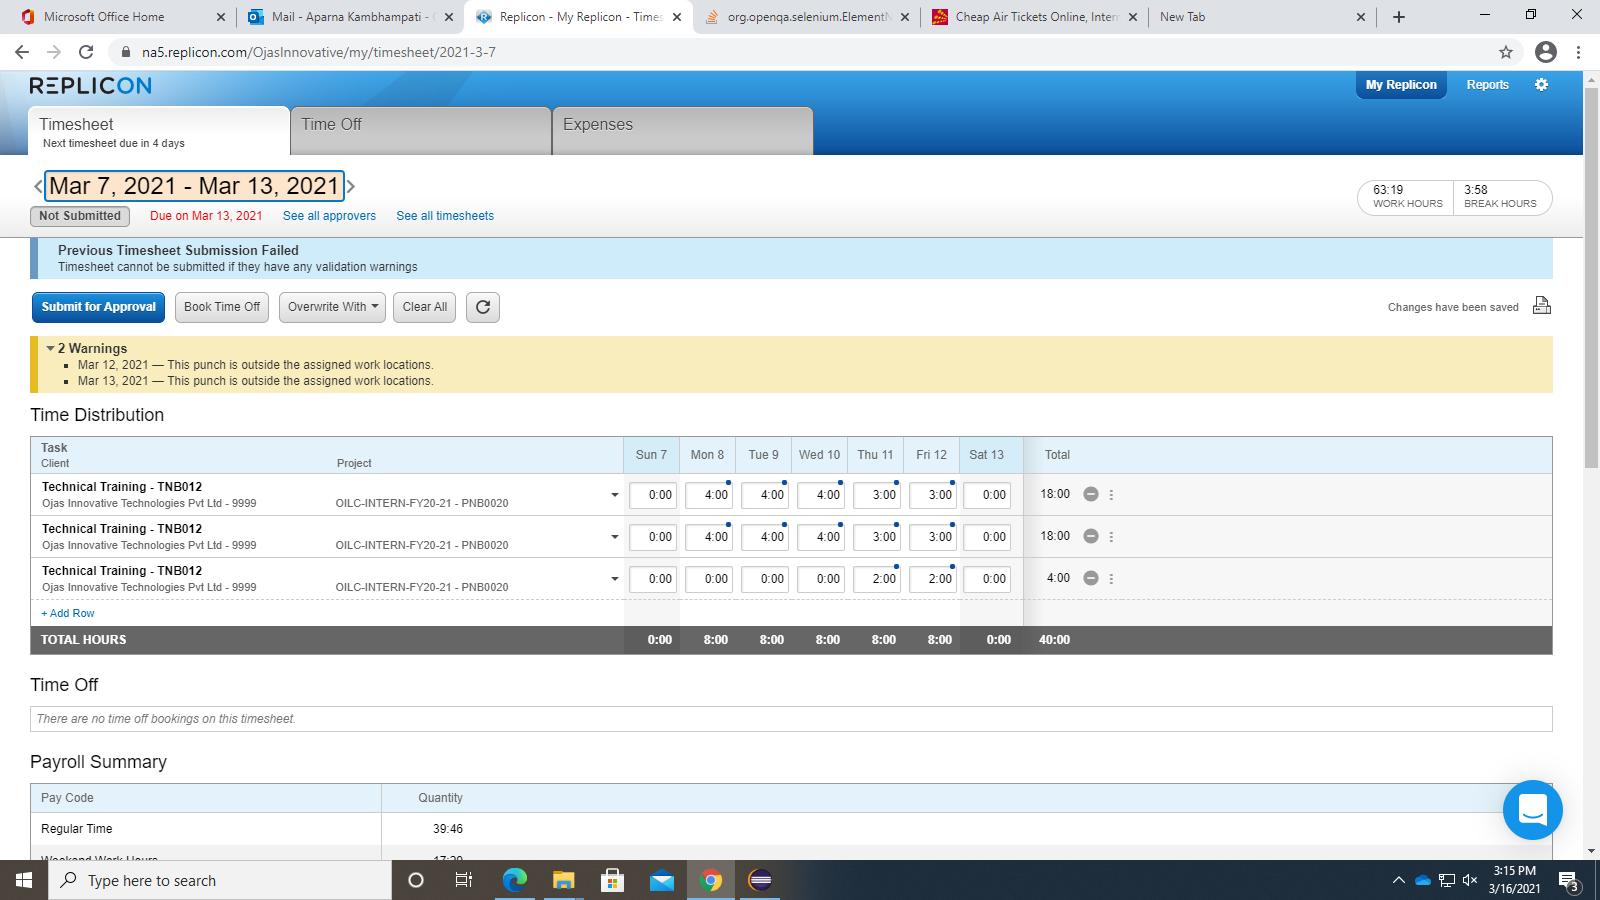 Microsoft Office Home
Mail - Aparna Kambhampati -
Replicon - My Replicon - Times
org.openqa.selenium.ElementN
Cheap Air Tickets Online, Intern
New Tab
na5.replicon.com/OjasInnovative/my/timesheet/2021-3-7
REPLICON
My Replicon
Reports
Timesheet
Next timesheet due in 4 days
Time Off
Expenses
Mar 7, 2021 - Mar 13, 2021
63:19
WORK HOURS
3:58
BREAK HOURS
Not Submitted
Due on Mar 13, 2021
See all approvers
See all timesheets
Previous Timesheet Submission Failed
Timesheet cannot be submitted if they have any validation warnings
Submit for Approval
Book Time Off
Overwrite With
Clear All
Changes have been saved
2 Warnings
Mar 12, 2021 — This punch is outside the assigned work locations.
Mar 13, 2021 — This punch is outside the assigned work locations.
Time Distribution
Task
Client Project Sun 7 Mon 8 Tue 9 Wed 10 Thu 11 Fri 12 Sat 13 Total
Technical Training - TNB012
Ojas Innovative Technologies Pvt Ltd - 9999 OILC-INTERN-FY20-21 - PNB0020 0:00 4:00 4:00 4:00 3:00 3:00 0:00 18:00
Technical Training - TNB012
Ojas Innovative Technologies Pvt Ltd - 9999 OILC-INTERN-FY20-21 - PNB0020 0:00 4:00 4:00 4:00 3:00 3:00 0:00 18:00
Technical Training - TNB012
Ojas Innovative Technologies Pvt Ltd - 9999 OILC-INTERN-FY20-21 - PNB0020 0:00 0:00 0:00 0:00 2:00 2:00 0:00 4:00
+ Add Row
TOTAL HOURS 0:00 8:00 8:00 8:00 8:00 8:00 0:00 40:00
Time Off
There are no time off bookings on this timesheet.
Payroll Summary
Pay Code Quantity
Regular Time 39:46
Weekend Work Hours 17:29
Type here to search
3:15 PM
3/16/2021
3